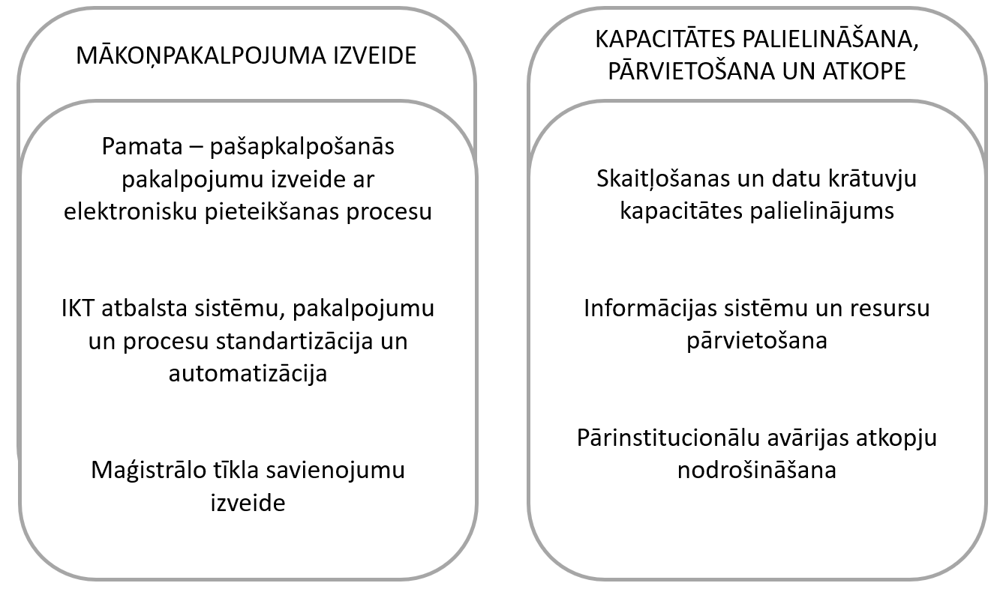 MĀKOŅPAKALPOJUMA IZVEIDE
Pamata – pašapkalpošanās
pakalpojumu izveide ar
elektronisku pieteikšanas procesu
IKT atbalsta sistēmu, pakalpojumu
un procesu standartizācija un
automatizācija
Maģistrālo tīkla savienojumu
izveide
KAPACITĀTES PALIELINĀŠANA,
PĀRVIETOŠANA UN ATKOPE
Skaitļošanas un datu krātuvju
kapacitātes palielinājums
Informācijas sistēmu un resursu
pārvietošana
Pārinstitucionālu avārijas atkopju
nodrošināšana